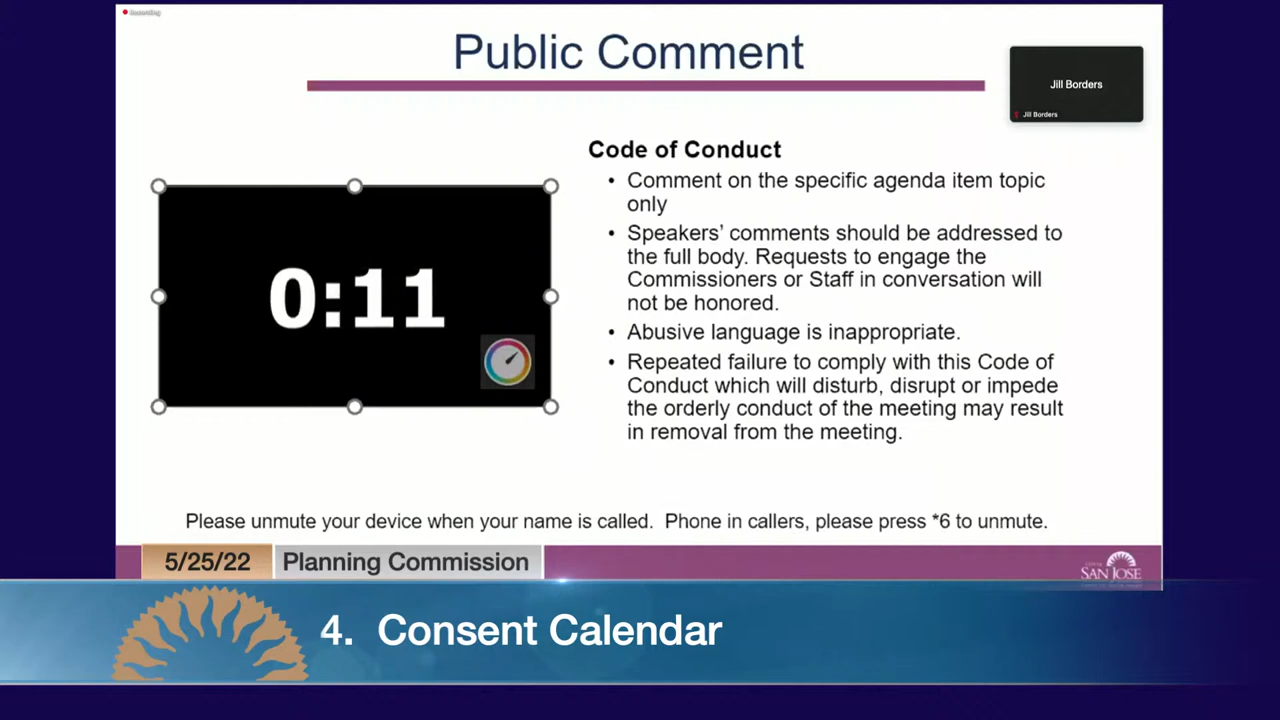 Recording
Public Comment
Jill Borders
Jill Borders
Code of Conduct
• Comment on the specific agenda item topic
only
• Speakers' comments should be addressed to
the full body. Requests to engage the
Commissioners or Staff in conversation will
not be honored.
• Abusive language is inappropriate.
• Repeated failure to comply with this Code of
Conduct which will disturb, disrupt or impede
the orderly conduct of the meeting may result
in removal from the meeting.
0:11
Please unmute your device when your name is called. Phone in callers, please press *6 to unmute.
5/25/22 Planning Commission
SAN JOSE
4. Consent Calendar